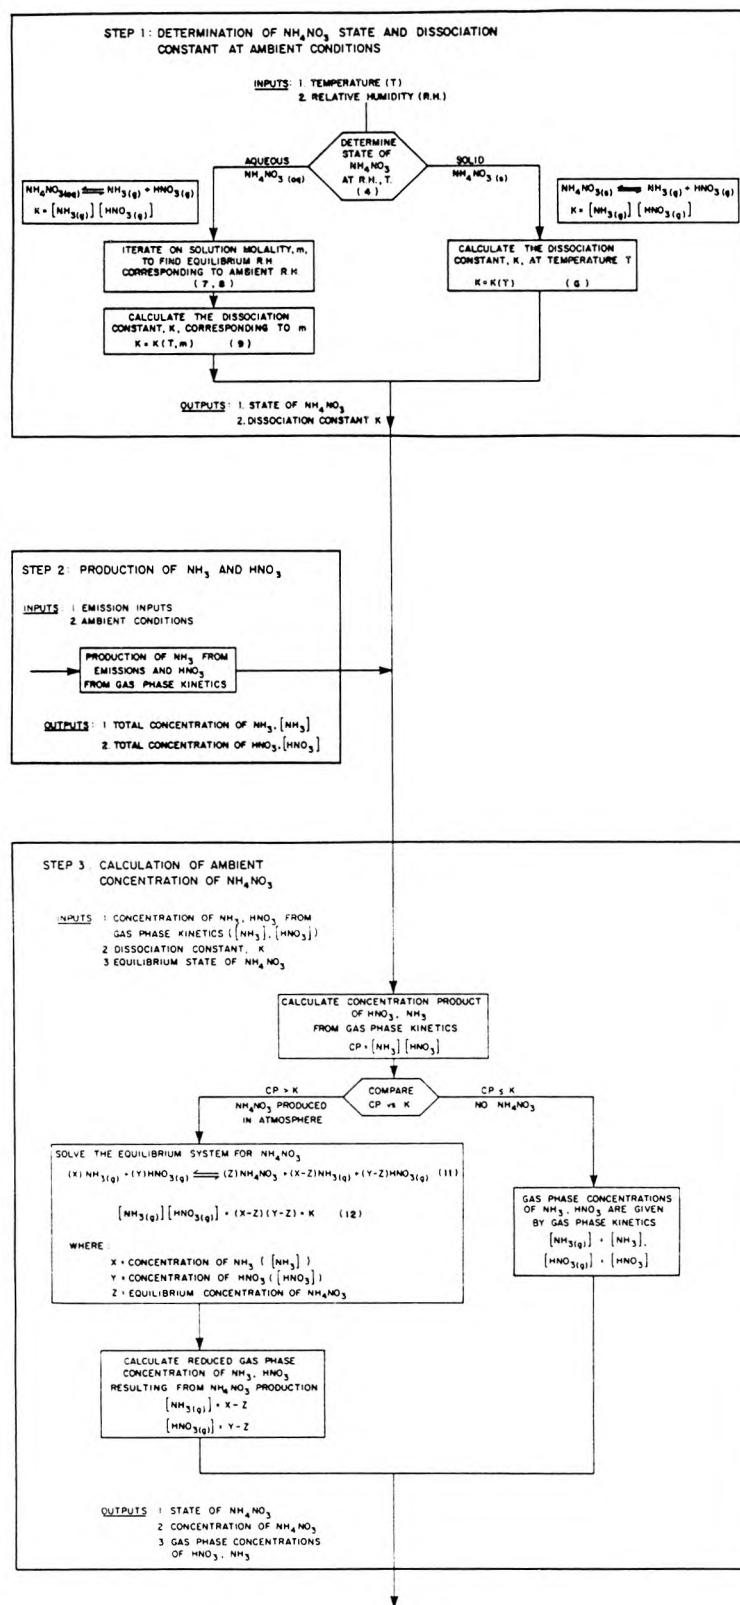 STEP 1: DETERMINATION OF NH4NO3 STATE AND DISSOCIATION
CONSTANT AT AMBIENT CONDITIONS
INPUTS: 1. TEMPERATURE (T)
2. RELATIVE HUMIDITY (R.H.)
DETERMINE
STATE OF
NH4NO3
AT R.H., T.
(4)
AQUEOUS
NH4NO3 (aq)
SOLID
NH4NO3 (s)
NH4NO3(aq) ⇌ NH3(g) + HNO3(g)
K = [NH3(g)] [HNO3(g)]
NH4NO3(s) ⇌ NH3(g) + HNO3(g)
K = [NH3(g)] [HNO3(g)]
ITERATE ON SOLUTION MOLALITY, m,
TO FIND EQUILIBRIUM R.H.
CORRESPONDING TO AMBIENT R.H.
(7, 8)
CALCULATE THE DISSOCIATION
CONSTANT, K, AT TEMPERATURE T
K = K(T) (6)
CALCULATE THE DISSOCIATION
CONSTANT, K, CORRESPONDING TO m
K = K(T,m) (9)
OUTPUTS: 1. STATE OF NH4NO3
2. DISSOCIATION CONSTANT K
STEP 2: PRODUCTION OF NH3 AND HNO3
INPUTS: 1 EMISSION INPUTS
2. AMBIENT CONDITIONS
PRODUCTION OF NH3 FROM
EMISSIONS AND HNO3
FROM GAS PHASE KINETICS
OUTPUTS: 1 TOTAL CONCENTRATION OF NH3, [NH3]
2. TOTAL CONCENTRATION OF HNO3, [HNO3]
STEP 3. CALCULATION OF AMBIENT
CONCENTRATION OF NH4NO3
INPUTS 1 CONCENTRATION OF NH3, HNO3 FROM
GAS PHASE KINETICS ([NH3], [HNO3])
2 DISSOCIATION CONSTANT, K
3 EQUILIBRIUM STATE OF NH4NO3
CALCULATE CONCENTRATION PRODUCT
OF HNO3, NH3
FROM GAS PHASE KINETICS
CP = [NH3] [HNO3]
COMPARE
CP vs K
CP > K
NH4NO3 PRODUCED
IN ATMOSPHERE
CP ≤ K
NO NH4NO3
SOLVE THE EQUILIBRIUM SYSTEM FOR NH4NO3
(X) NH3(g) + (Y)HNO3(g) ⇌ (Z)NH4NO3 + (X-Z)NH3(g) + (Y-Z)HNO3(g) (11)
[NH3(g)] [HNO3(g)] = (X-Z) (Y-Z) = K (12)
WHERE:
X = CONCENTRATION OF NH3 ([NH3])
Y = CONCENTRATION OF HNO3 ([HNO3])
Z = EQUILIBRIUM CONCENTRATION OF NH4NO3
GAS PHASE CONCENTRATIONS
OF NH3, HNO3 ARE GIVEN
BY GAS PHASE KINETICS
[NH3(g)] = [NH3],
[HNO3(g)] = [HNO3]
CALCULATE REDUCED GAS PHASE
CONCENTRATION OF NH3, HNO3
RESULTING FROM NH4NO3 PRODUCTION
[NH3(g)] = X-Z
[HNO3(g)] = Y-Z
OUTPUTS 1 STATE OF NH4NO3
2 CONCENTRATION OF NH4NO3
3 GAS PHASE CONCENTRATIONS
OF HNO3, NH3